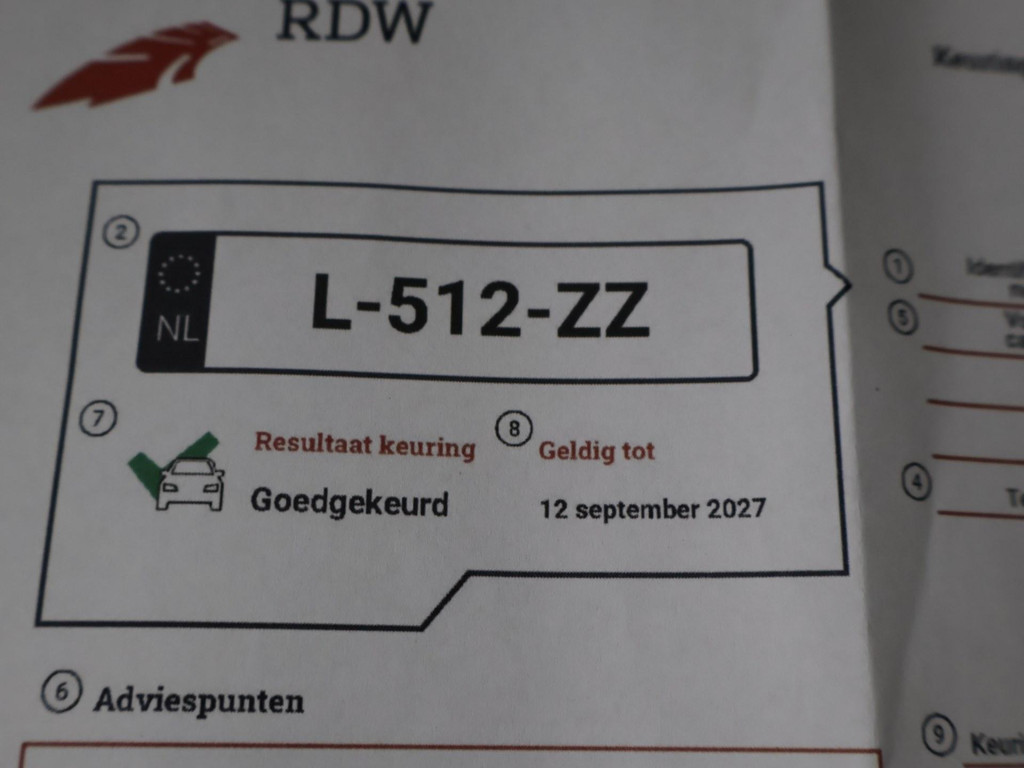 RDW
Keuring
2
NL
L-512-ZZ
7
Resultaat keuring
Goedgekeurd
8
Geldig tot
12 september 2027
6
Adviespunten
1
5
4
9